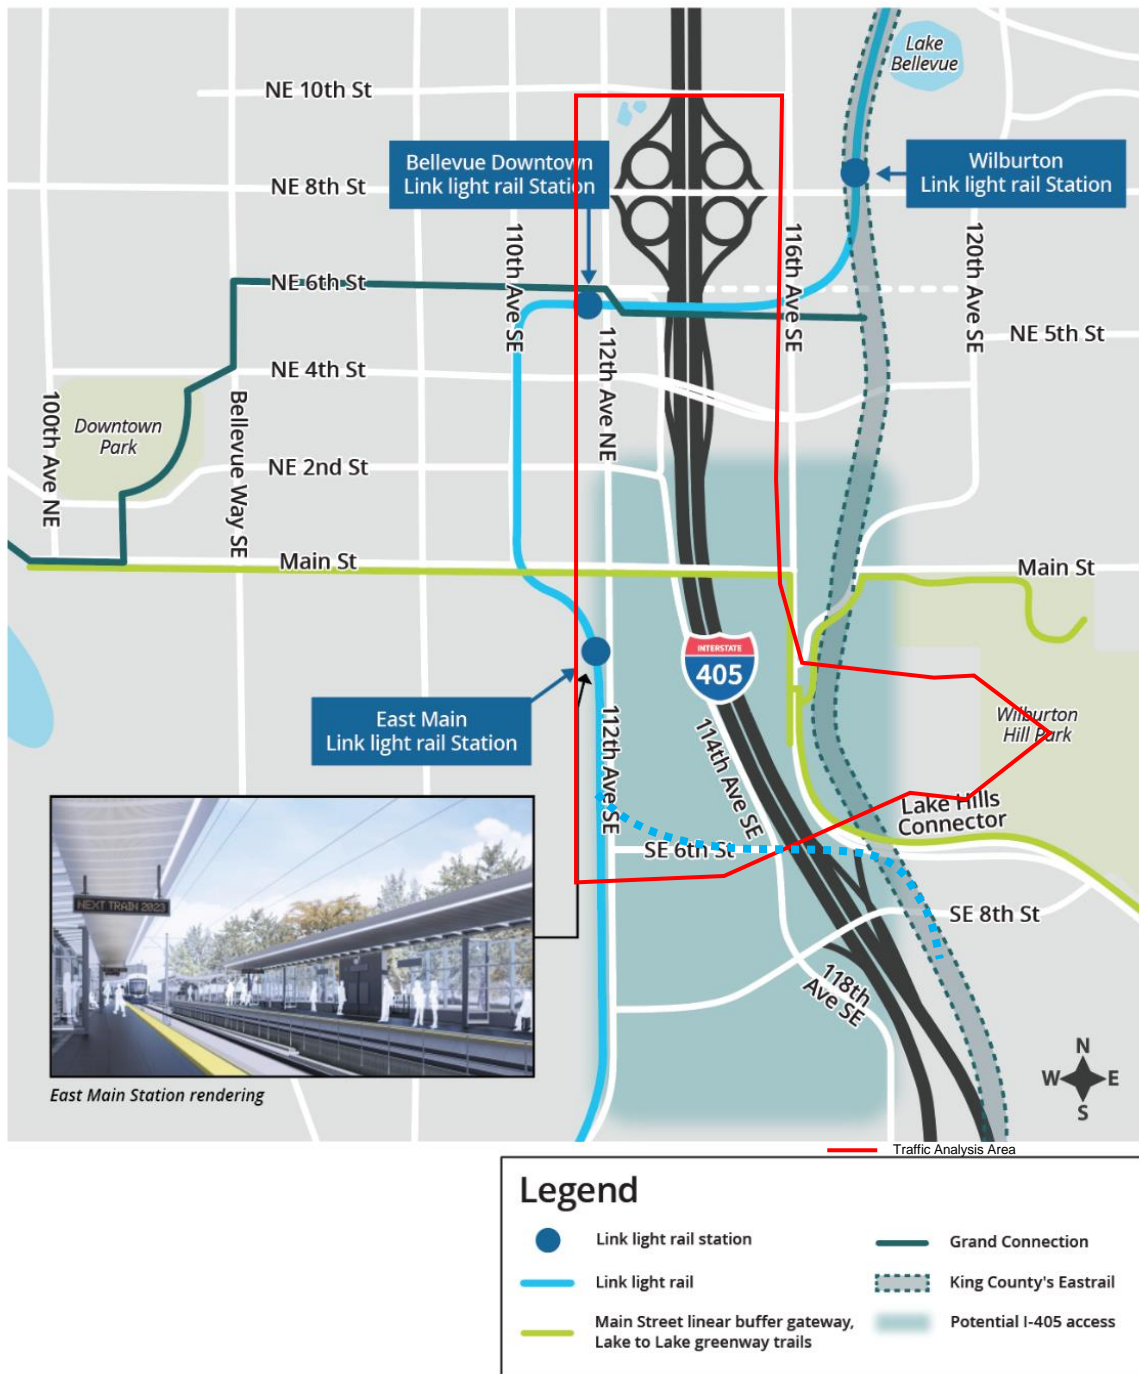 Lake
Bellevue
NE 10th St
Bellevue Downtown
Link light rail Station
Wilburton
Link light rail Station
NE 8th St
110th Ave SE
116th Ave SE
120th Ave SE
NE 6th St
112th Ave NE
NE 5th St
NE 4th St
100th Ave NE
Downtown
Park
Bellevue Way SE
NE 2nd St
Main St
Main St
INTERSTATE
405
East Main
Link light rail Station
112th Ave SE
114th Ave SE
Wilburton
Hill Park
Lake Hills
Connector
SE 6th St
NEXT TRAIN 2023
SE 8th St
118th
Ave SE
East Main Station rendering
N
W
E
S
Traffic Analysis Area
Legend
Link light rail station
Link light rail
Main Street linear buffer gateway,
Lake to Lake greenway trails
Grand Connection
King County's Eastrail
Potential I-405 access